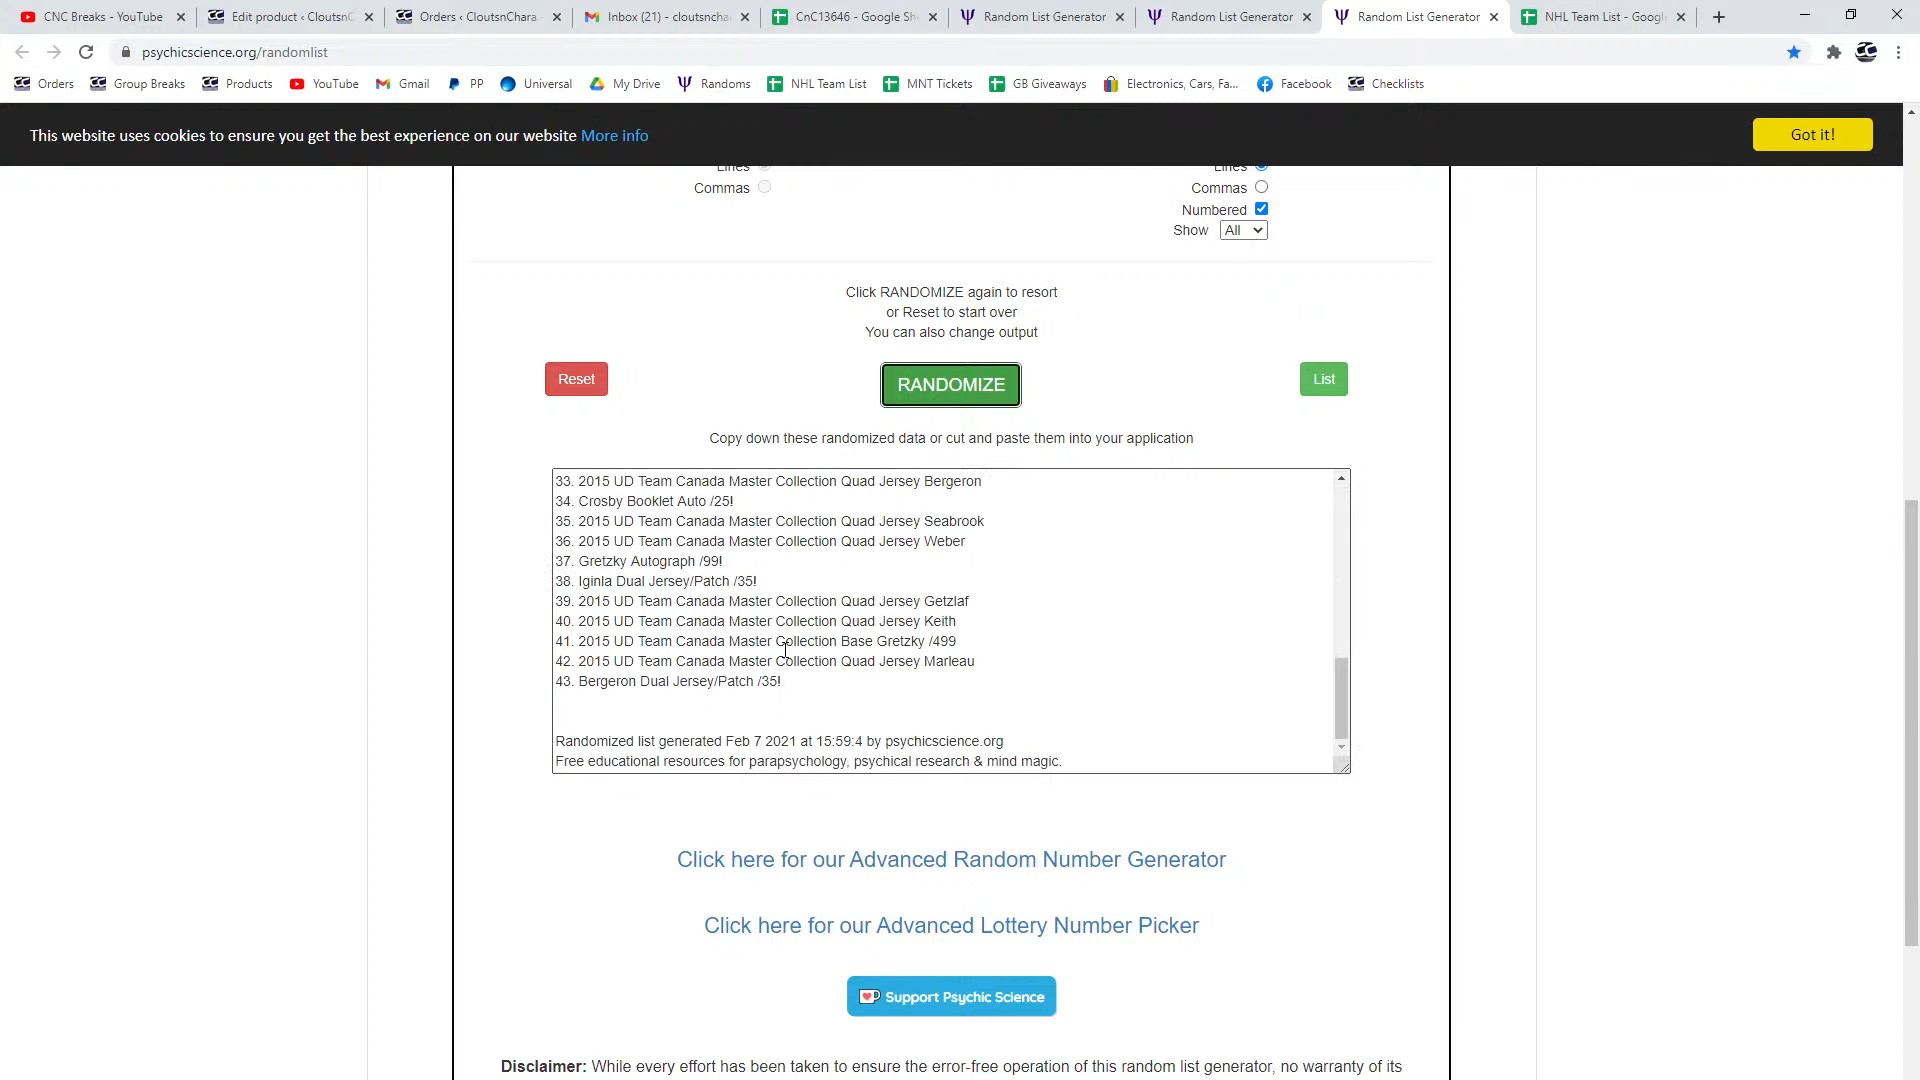 CNC Breaks - YouTube
Edit product ‹ CloutsnC
Orders ‹ CloutsnChara
Inbox (21) - cloutsnchar
CnC13646 - Google Sh
Random List Generator
Random List Generator
Random List Generator
NHL Team List - Google
psychicscience.org/randomlist
Orders
Group Breaks
Products
YouTube
Gmail
PP
Universal
My Drive
Randoms
NHL Team List
MNT Tickets
GB Giveaways
Electronics, Cars, Fa...
Facebook
Checklists
This website uses cookies to ensure you get the best experience on our website More info
Got it!
Lines
Lines
Commas
Commas
Numbered
Show All
Click RANDOMIZE again to resort
or Reset to start over
You can also change output
Reset
RANDOMIZE
List
Copy down these randomized data or cut and paste them into your application
33. 2015 UD Team Canada Master Collection Quad Jersey Bergeron
34. Crosby Booklet Auto /25!
35. 2015 UD Team Canada Master Collection Quad Jersey Seabrook
36. 2015 UD Team Canada Master Collection Quad Jersey Weber
37. Gretzky Autograph /99!
38. Iginla Dual Jersey/Patch /35!
39. 2015 UD Team Canada Master Collection Quad Jersey Getzlaf
40. 2015 UD Team Canada Master Collection Quad Jersey Keith
41. 2015 UD Team Canada Master Collection Base Gretzky /499
42. 2015 UD Team Canada Master Collection Quad Jersey Marleau
43. Bergeron Dual Jersey/Patch /35!
Randomized list generated Feb 7 2021 at 15:59:4 by psychicscience.org
Free educational resources for parapsychology, psychical research & mind magic.
Click here for our Advanced Random Number Generator
Click here for our Advanced Lottery Number Picker
Support Psychic Science
Disclaimer: While every effort has been taken to ensure the error-free operation of this random list generator, no warranty of its